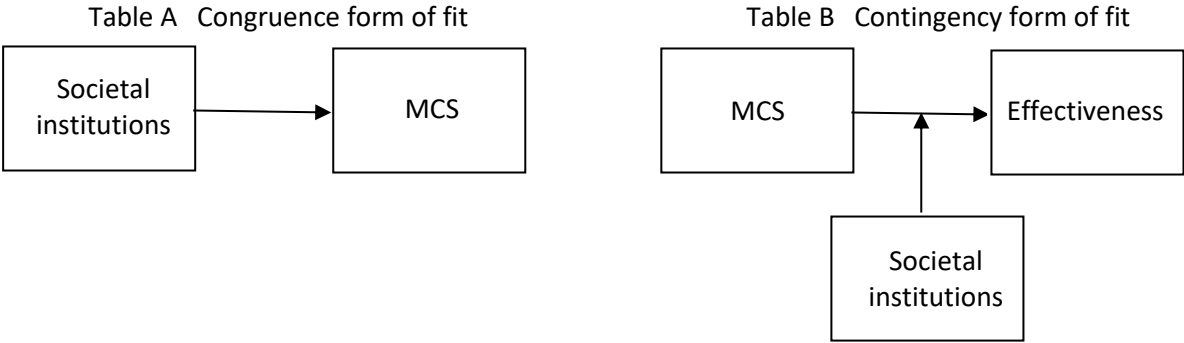 Table A   Congruence form of fit
Societal
institutions
MCS
Table B   Contingency form of fit
MCS
Effectiveness
Societal
institutions